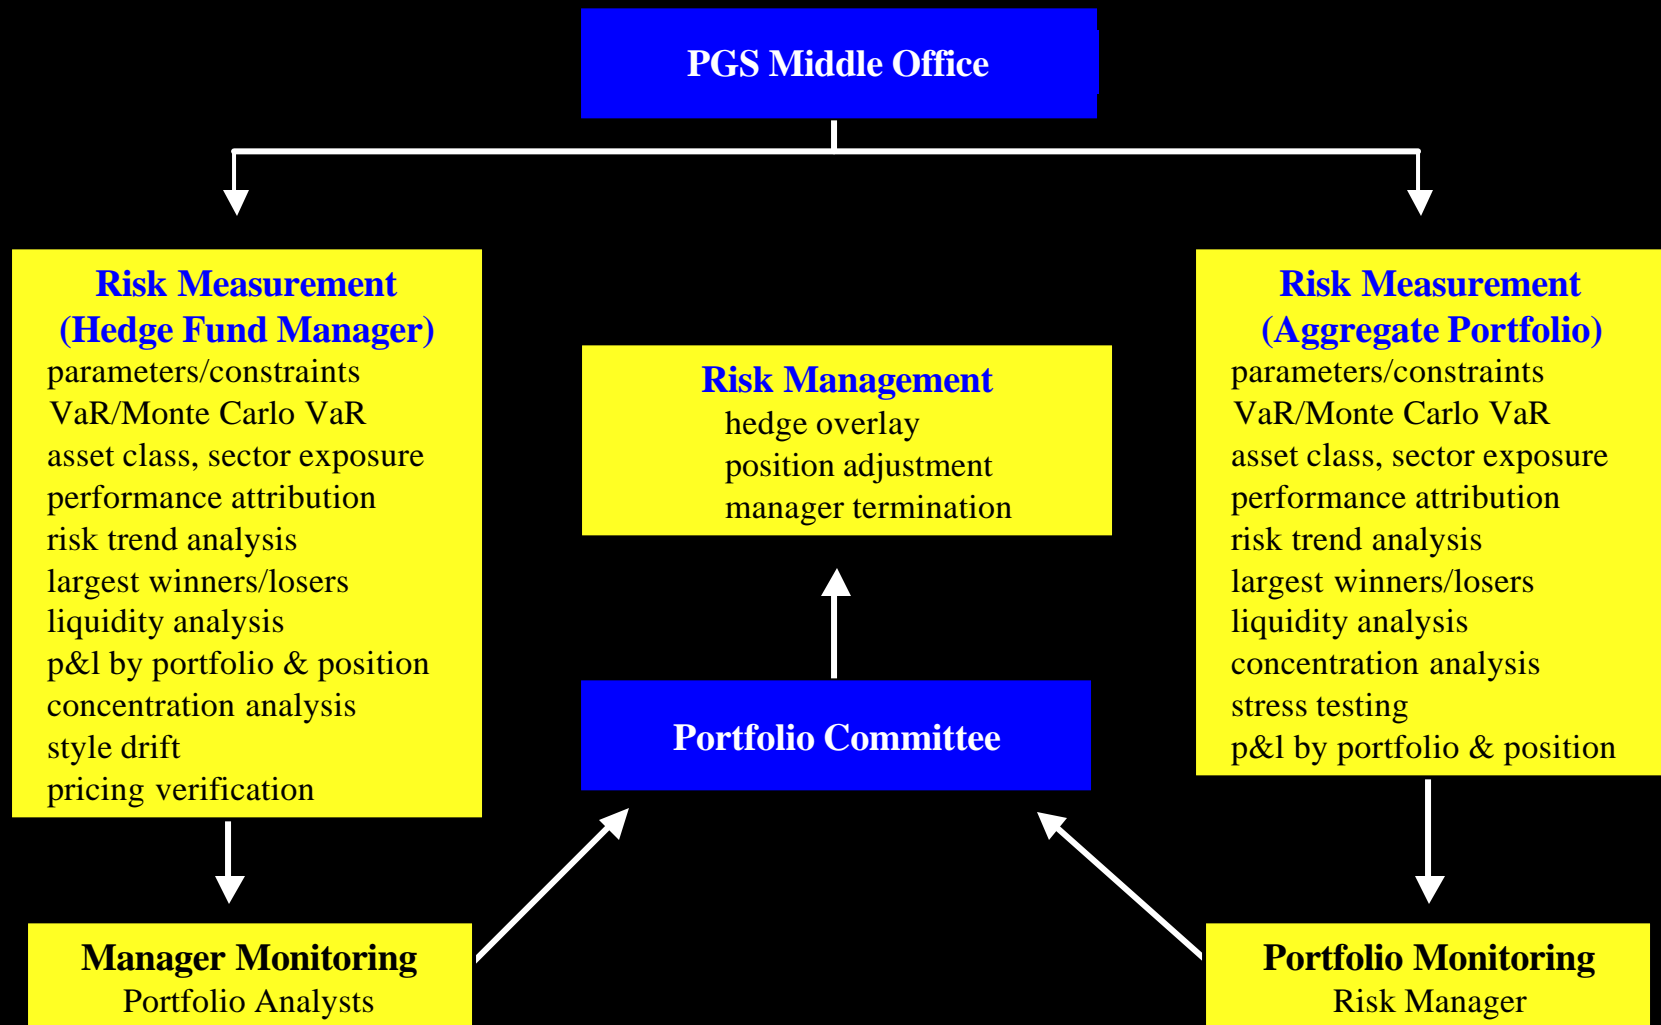 PGS Middle Office
Risk Measurement
(Hedge Fund Manager)
parameters/constraints
VaR/Monte Carlo VaR
asset class, sector exposure
performance attribution
risk trend analysis
largest winners/losers
liquidity analysis
p&l by portfolio & position
concentration analysis
style drift
pricing verification
Risk Management
hedge overlay
position adjustment
manager termination
Risk Measurement
(Aggregate Portfolio)
parameters/constraints
VaR/Monte Carlo VaR
asset class, sector exposure
performance attribution
risk trend analysis
largest winners/losers
liquidity analysis
concentration analysis
stress testing
p&l by portfolio & position
Portfolio Committee
Manager Monitoring
Portfolio Analysts
Portfolio Monitoring
Risk Manager